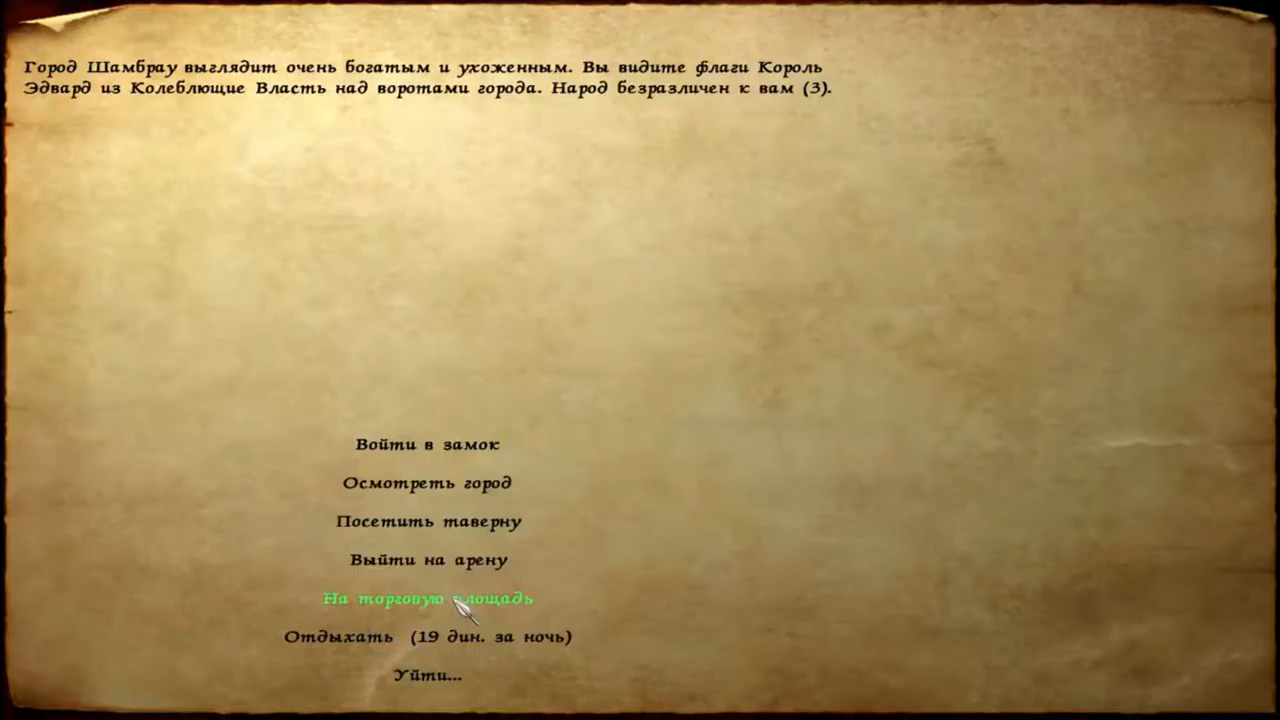 Город Шамбрау выглядит очень богатым и ухоженным. Вы видите флаги Король
Эдвард из Колеблющие Власть над воротами города. Народ безразличен к вам (3).
Войти в замок
Осмотреть город
Посетить таверну
Выйти на арену
На торговую площадь
Отдыхать (19 дин. за ночь)
Уйти...